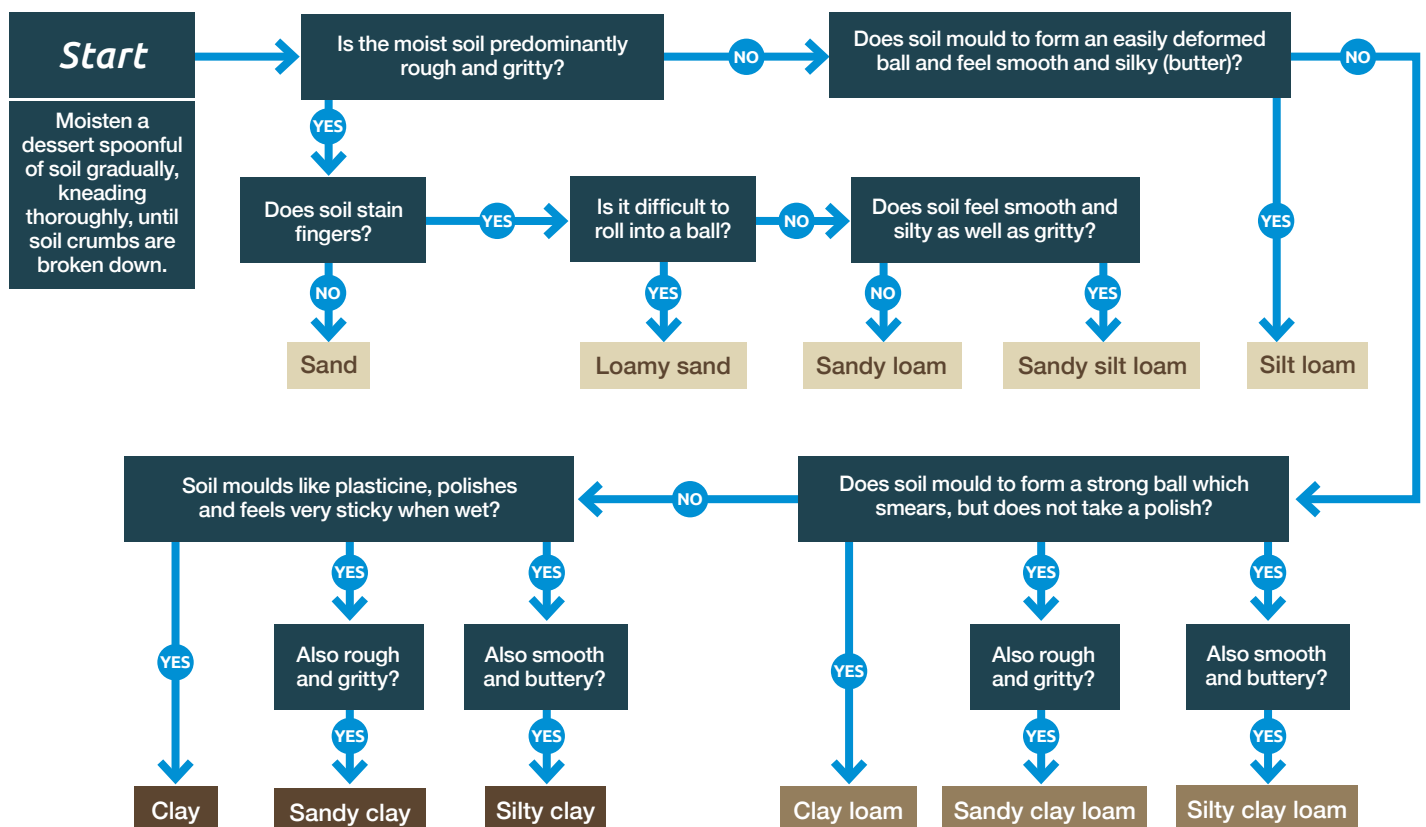 Start
Moisten a
dessert spoonful
of soil gradually,
kneading
thoroughly, until
soil crumbs are
broken down.
Is the moist soil predominantly
rough and gritty?
NO
Does soil mould to form an easily deformed
ball and feel smooth and silky (butter)?
NO
YES
Does soil stain
fingers?
YES
Is it difficult to
roll into a ball?
NO
Does soil feel smooth and
silty as well as gritty?
YES
NO
YES
NO
YES
Sand
Loamy sand
Sandy loam
Sandy silt loam
Silt loam
Soil moulds like plasticine, polishes
and feels very sticky when wet?
NO
Does soil mould to form a strong ball which
smears, but does not take a polish?
YES
YES
YES
YES
YES
Also rough
and gritty?
Also smooth
and buttery?
YES
Also rough
and gritty?
Also smooth
and buttery?
YES
YES
YES
YES
YES
Clay
Sandy clay
Silty clay
Clay loam
Sandy clay loam
Silty clay loam